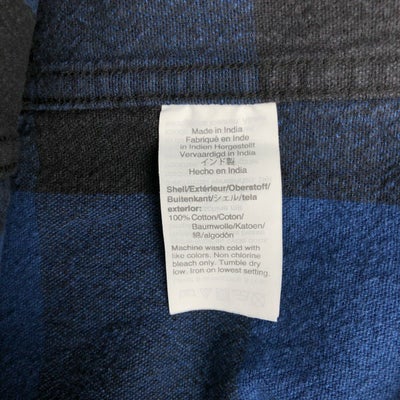 Made in India
Fabriqué en Inde
in Indien Hergestellt
Vervaardigd in India
インド製
Hecho en India
Shell/Extérieur/Oberstoff/
Buitenkant/シェル/tela
exterior:
100% Cotton/Coton/
Baumwolle/Katoen/
綿/algodón
Machine wash cold with
like colors. Non chlorine
bleach only. Tumble dry
low. Iron on lowest setting.